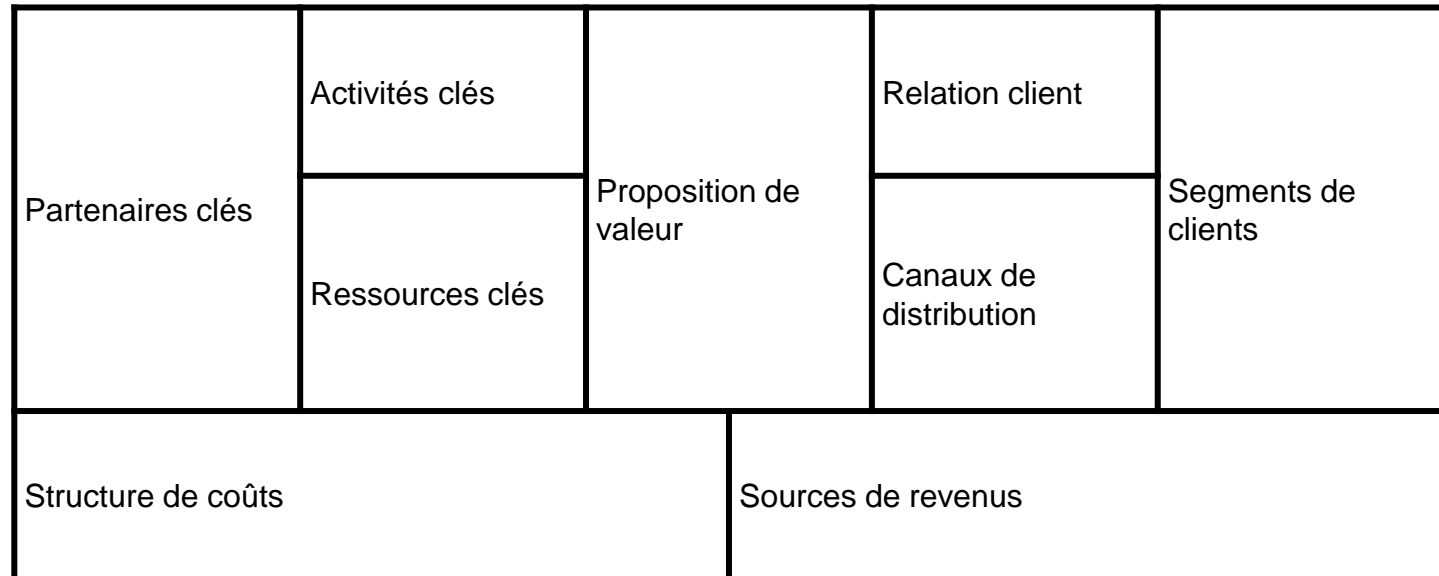 Partenaires clés
Activités clés
Ressources clés
Proposition de
valeur
Relation client
Canaux de
distribution
Segments de
clients
Structure de coûts
Sources de revenus